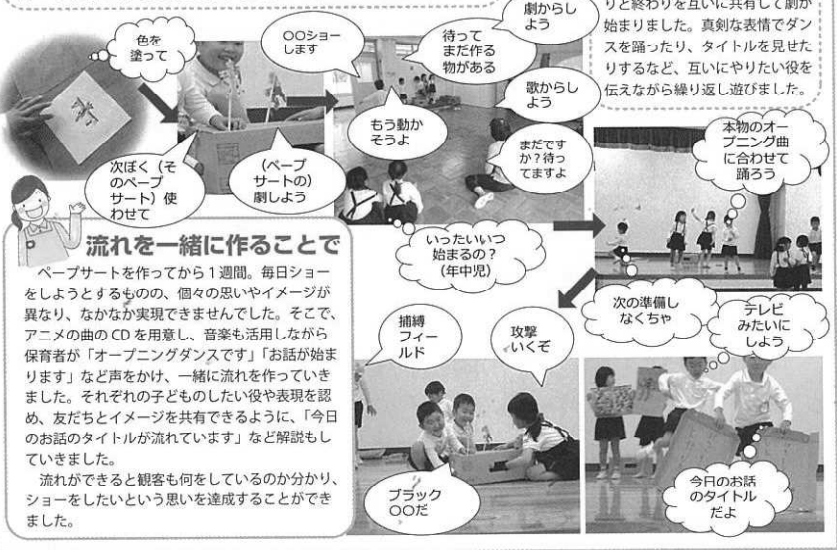 りと終わりを互いに共有して劇が
始まりました。真剣な表情でダン
スを踊ったり、タイトルを見せた
りするなど、互いにやりたい役を
伝えながら繰り返し遊びました。
色を
塗って
〇〇ショー
します
待って
まだ作る
物がある
劇からし
よう
歌からし
よう
もう動か
そうよ
まだです
か?待っ
てますよ
次ぼく(そ
のペープ
サート)使
わせて
(ペープ
サートの)
劇しよう
いったいいつ
始まるの?
(年中児)
本物のオー
プニング曲
に合わせて
踊ろう
次の準備し
なくちゃ
テレビ
みたいに
しよう
捕縛
フィー
ルド
攻撃
いくぞ
ブラック
〇〇だ
今日のお話
のタイトル
だよ
流れを一緒に作ることで
ペープサートを作ってから1週間。毎日ショー
をしようとするものの、個々の思いやイメージが
異なり、なかなか実現できませんでした。そこで、
アニメの曲の CD を用意し、音楽も活用しながら
保育者が「オープニングダンスです」「お話が始ま
ります」など声をかけ、一緒に流れを作っていき
ました。それぞれの子どものしたい役や表現を認
め、友だちとイメージを共有できるように、「今日
のお話のタイトルが流れています」など解説もし
ていきました。
流れができると観客も何をしているのか分かり、
ショーをしたいという思いを達成することができ
ました。